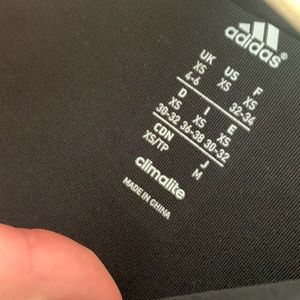 adidas®
UK US F
XS XS XS
4-6 32-34
D I E
XS XS XS
30-32 36-38 30-32
CDN J
XS/TP M
climalite
MADE IN CHINA